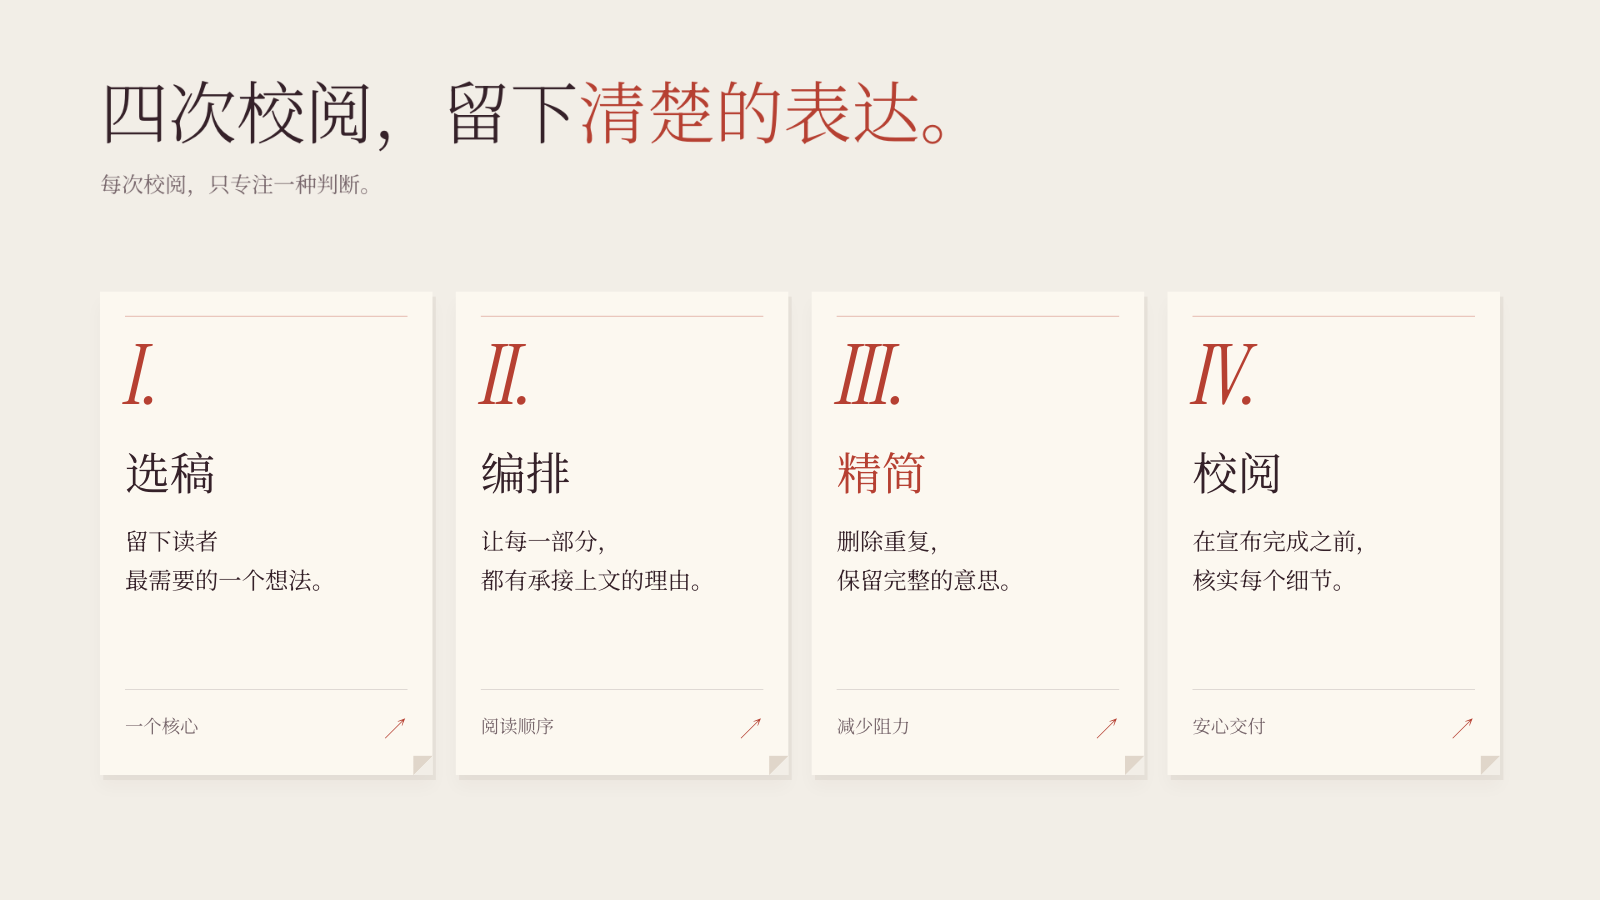 四次校阅，留下清楚的表达。
每次校阅，只专注一种判断。
I.
选稿
留下读者
最需要的一个想法。
一个核心
II.
编排
让每一部分，
都有承接上文的理由。
阅读顺序
III.
精简
删除重复，
保留完整的意思。
减少阻力
IV.
校阅
在宣布完成之前，
核实每个细节。
安心交付